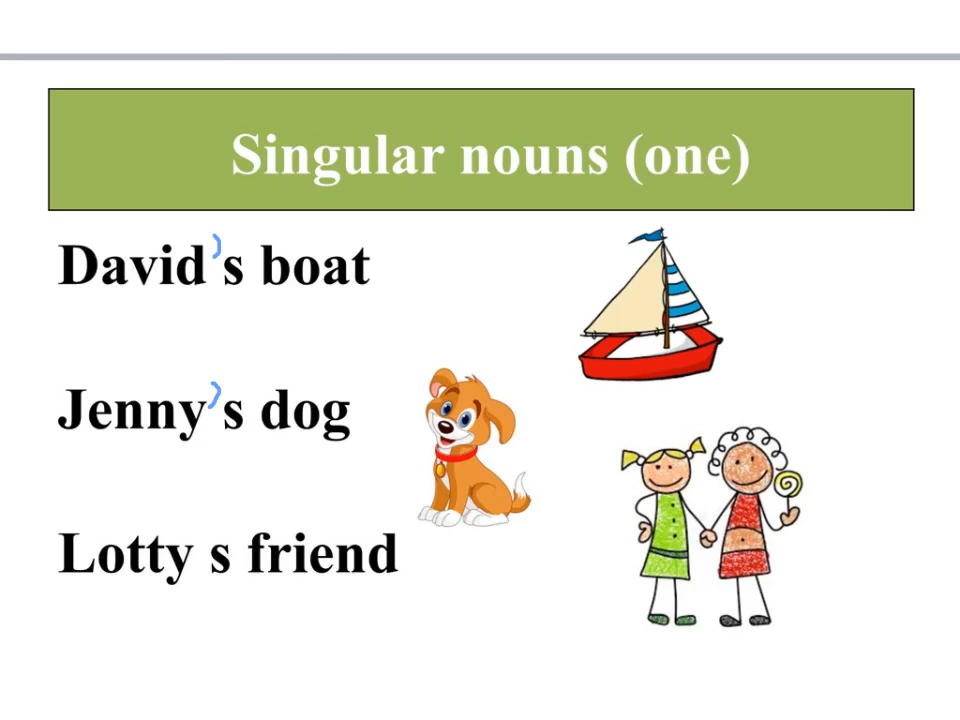 Singular nouns (one)
David's boat
Jenny's dog
Lotty s friend